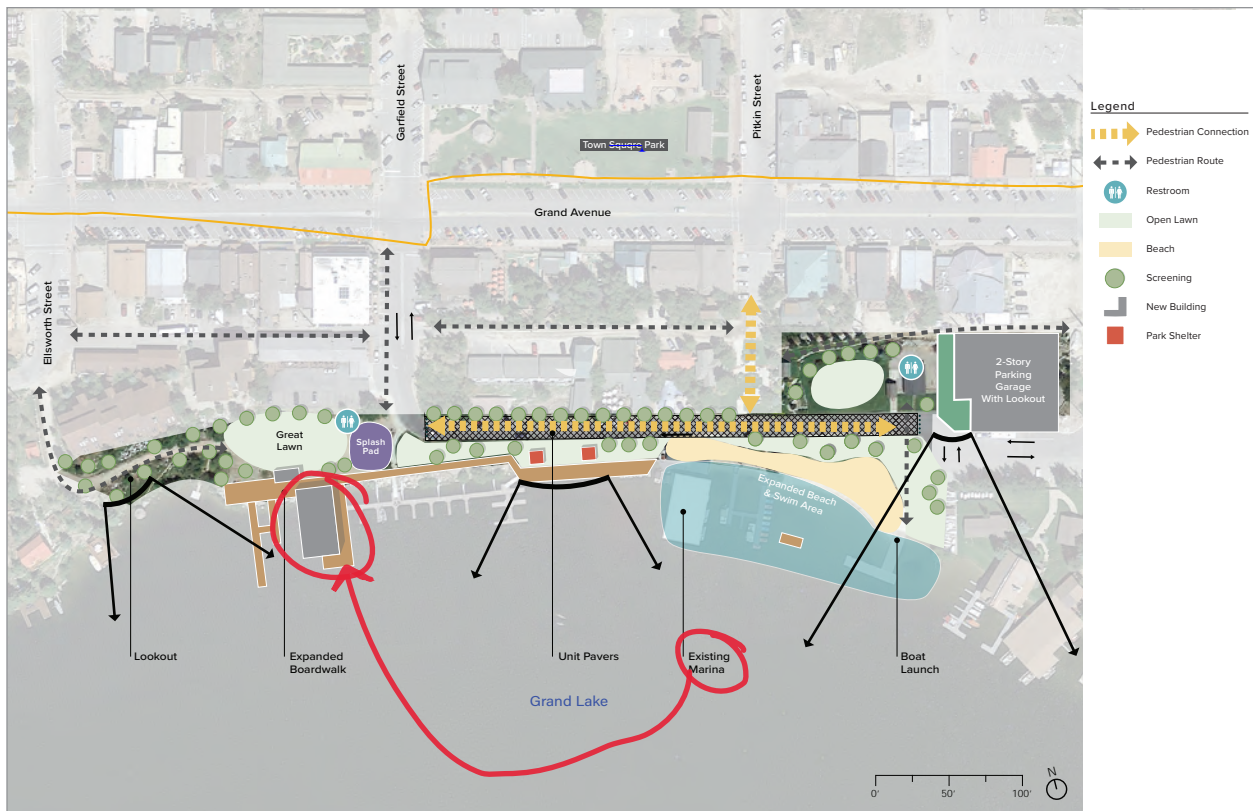 Garfield Street
Pitkin Street
Town Square Park
Grand Avenue
Ellsworth Street
2-Story
Parking
Garage
With Lookout
Great
Lawn
Splash
Pad
Expanded Beach
& Swim Area
Lookout
Expanded
Boardwalk
Unit Pavers
Existing
Marina
Boat
Launch
Grand Lake
0'
50'
100'
N
Legend
Pedestrian Connection
Pedestrian Route
Restroom
Open Lawn
Beach
Screening
New Building
Park Shelter